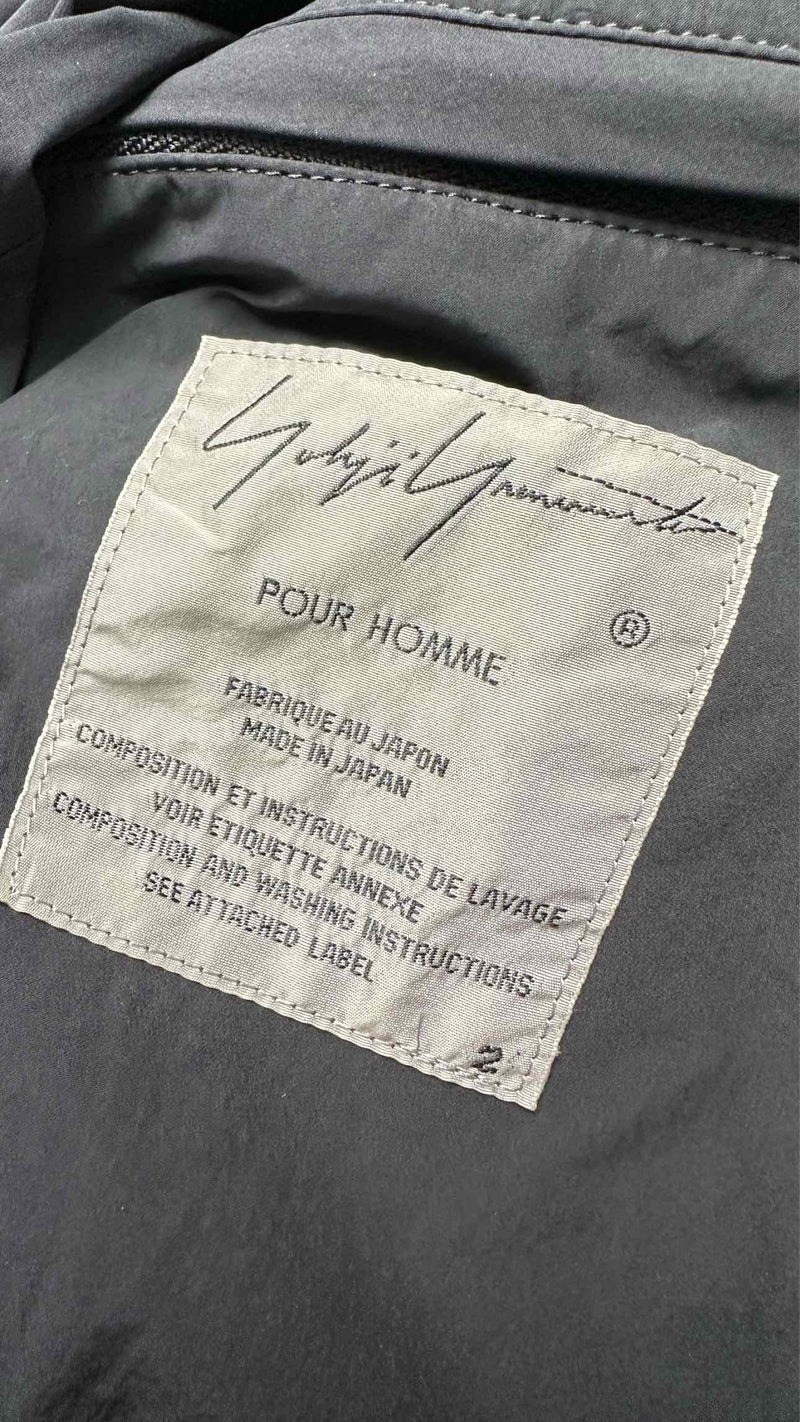 Yohji Yamamoto
POUR HOMME ®
FABRIQUE AU JAPON
MADE IN JAPAN
COMPOSITION ET INSTRUCTIONS DE LAVAGE
VOIR ETIQUETTE ANNEXE
COMPOSITION AND WASHING INSTRUCTIONS
SEE ATTACHED LABEL
2